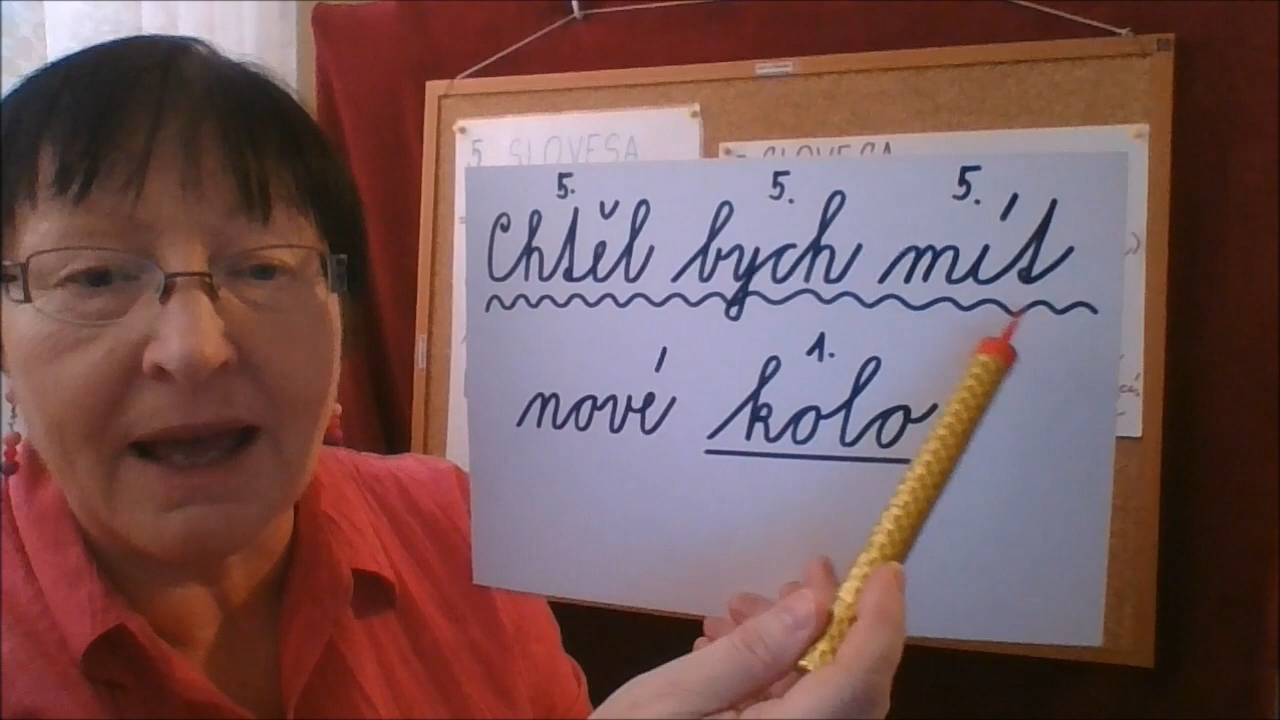 5. SLOVESA
SLOVESA
5. 5. 5.
Chtěl bych mít
1.
nové kolo